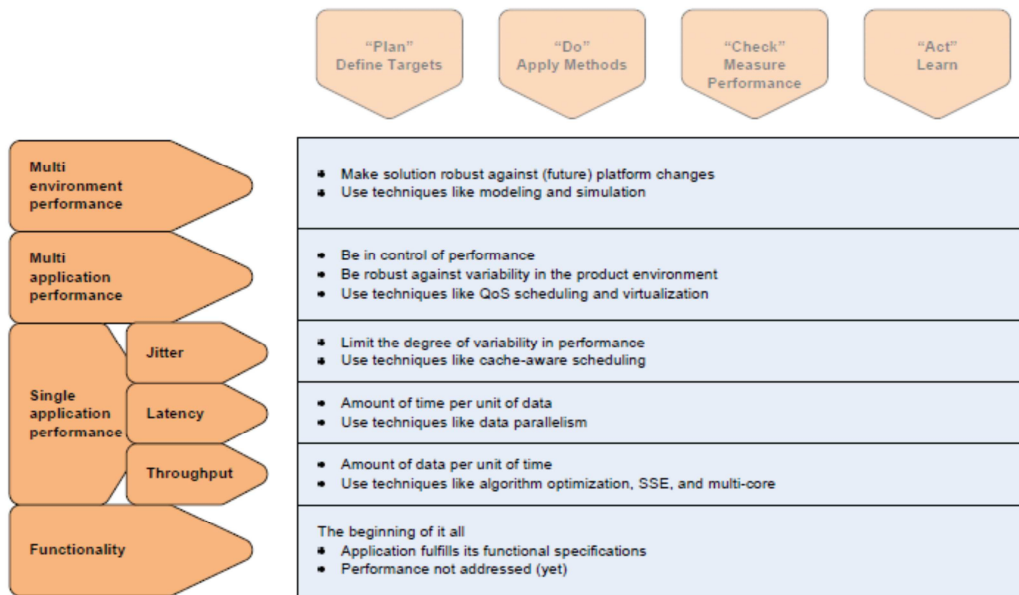 “Plan”
Define Targets
“Do”
Apply Methods
“Check”
Measure
Performance
“Act”
Learn
Multi
environment
performance
• Make solution robust against (future) platform changes
• Use techniques like modeling and simulation
Multi
application
performance
• Be in control of performance
• Be robust against variability in the product environment
• Use techniques like QoS scheduling and virtualization
Single
application
performance
Jitter
• Limit the degree of variability in performance
• Use techniques like cache-aware scheduling
Latency
• Amount of time per unit of data
• Use techniques like data parallelism
Throughput
• Amount of data per unit of time
• Use techniques like algorithm optimization, SSE, and multi-core
Functionality
The beginning of it all
• Application fulfills its functional specifications
• Performance not addressed (yet)